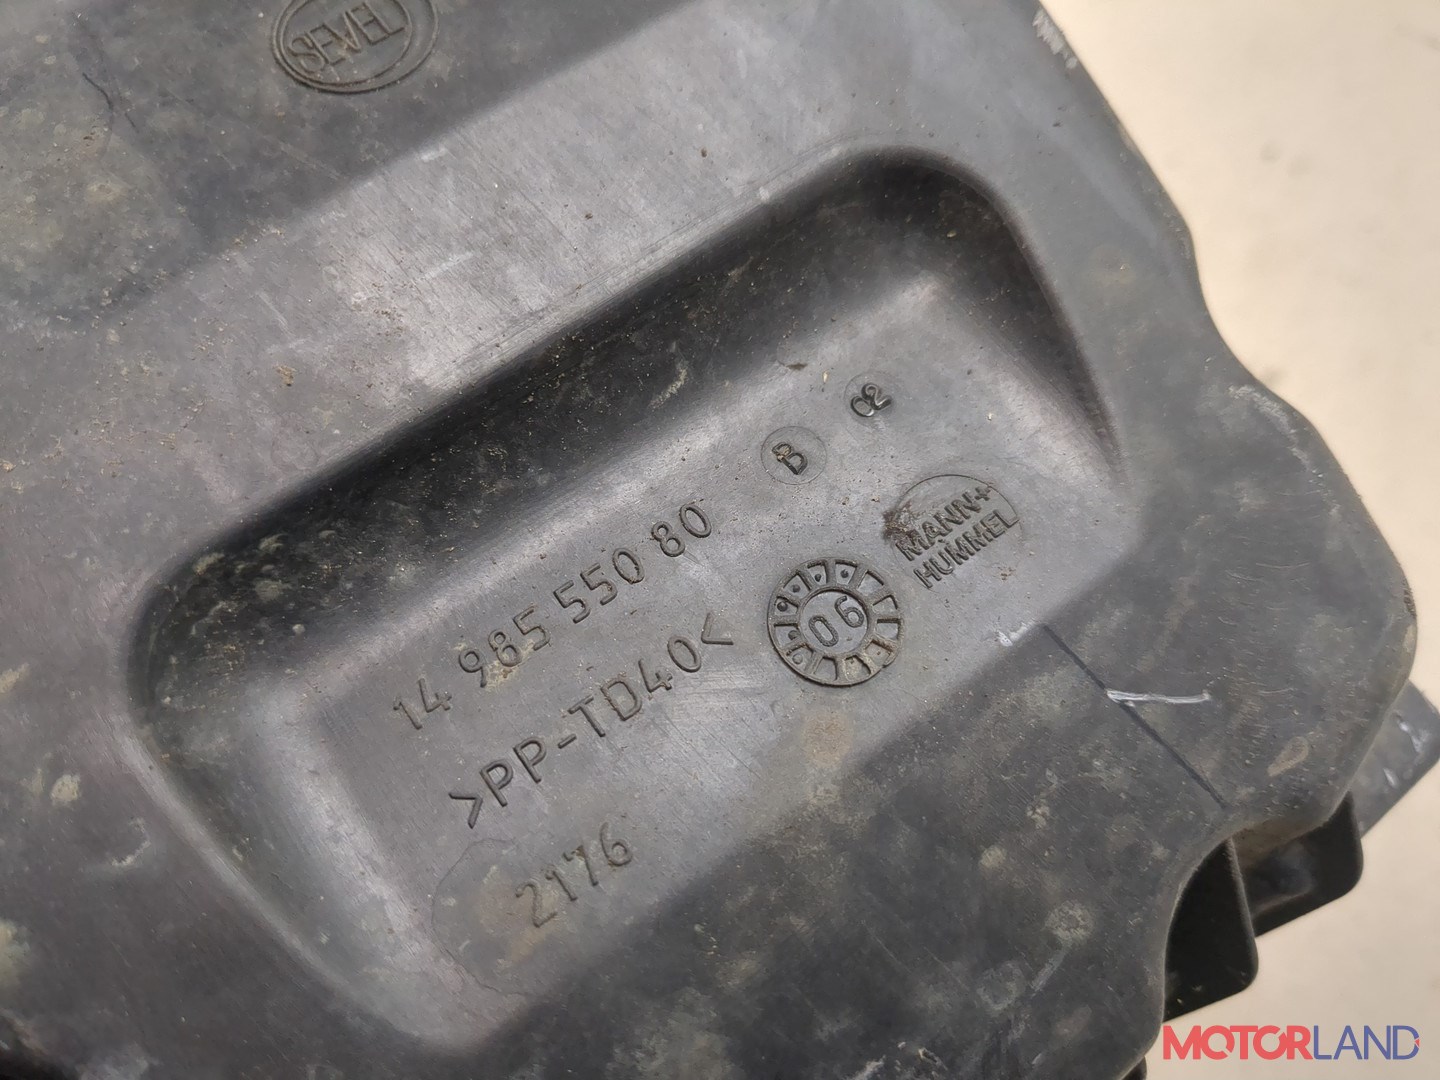 SEVEL
C2
B
MANN+
HUMMEL
14 985 550 80
06
>PP-TD40<
2176
MOTORLAND